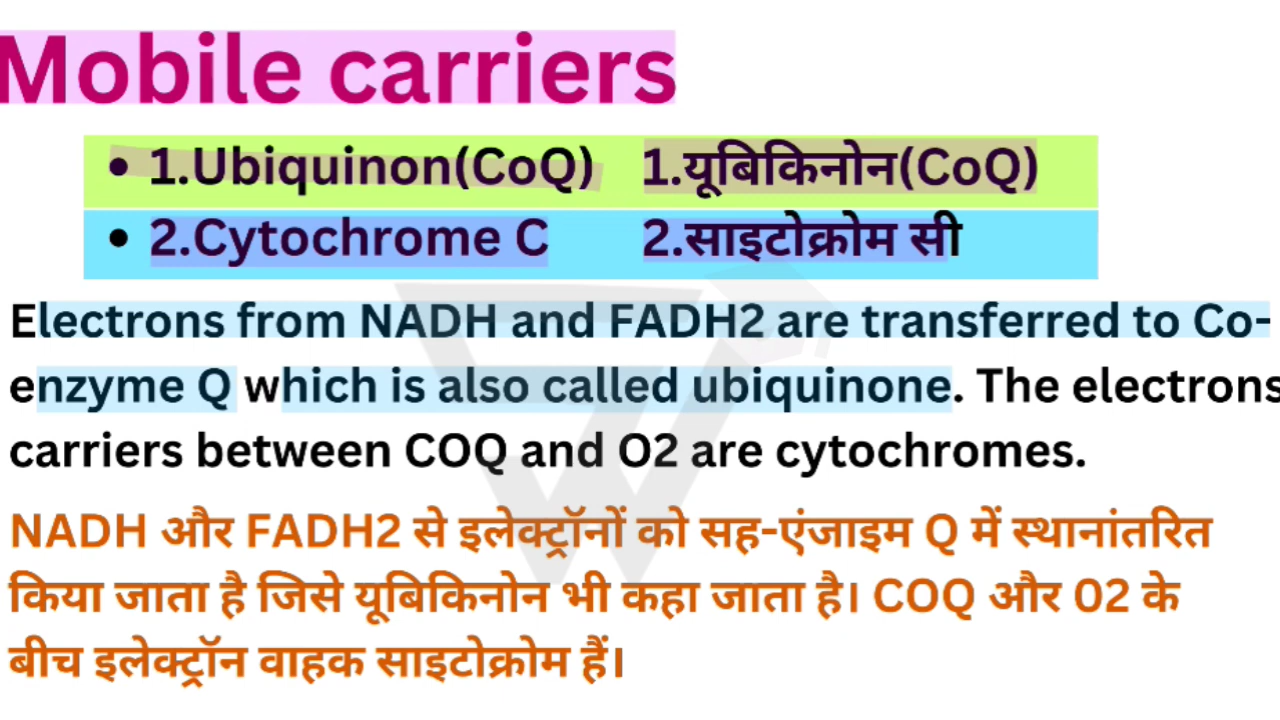 Mobile carriers
• 1.Ubiquinon(CoQ) 1.यूबिकिनोन(CoQ)
• 2.Cytochrome C 2.साइटोक्रोम सी
Electrons from NADH and FADH2 are transferred to Co-
enzyme Q which is also called ubiquinone. The electrons
carriers between COQ and O2 are cytochromes.
NADH और FADH2 से इलेक्ट्रॉनों को सह-एंजाइम Q में स्थानांतरित
किया जाता है जिसे यूबिकिनोन भी कहा जाता है। COQ और 02 के
बीच इलेक्ट्रॉन वाहक साइटोक्रोम हैं।